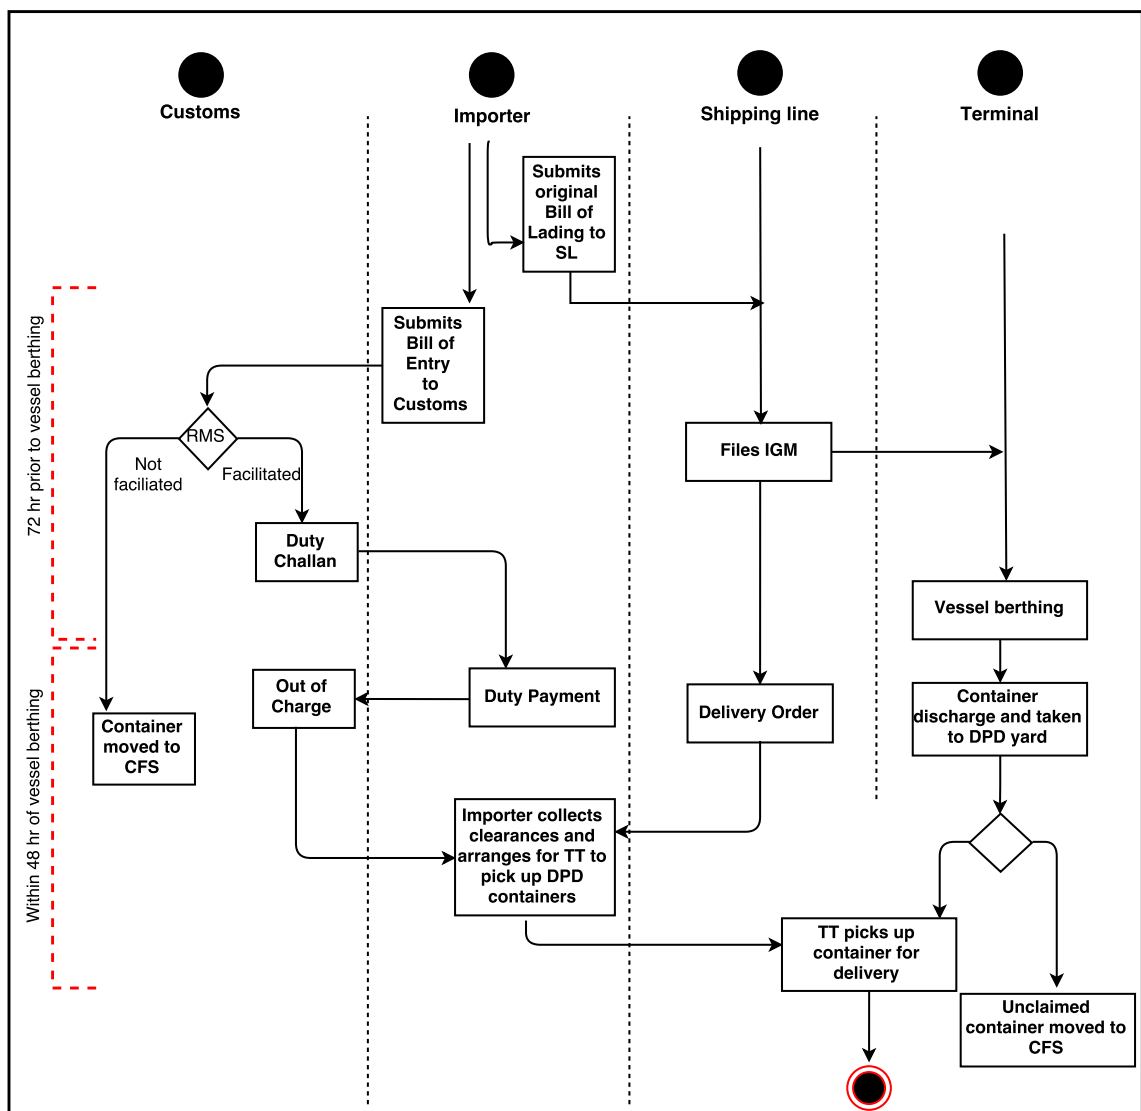 Customs
Importer
Shipping line
Terminal
Submits
original
Bill of
Lading to
SL
72 hr prior to vessel berthing
Submits
Bill of
Entry
to
Customs
RMS
Not
faciliated
Facilitated
Files IGM
Duty
Challan
Vessel berthing
Within 48 hr of vessel berthing
Out of
Charge
Duty Payment
Delivery Order
Container
discharge and taken
to DPD yard
Container
moved to
CFS
Importer collects
clearances and
arranges for TT to
pick up DPD
containers
TT picks up
container for
delivery
Unclaimed
container moved to
CFS